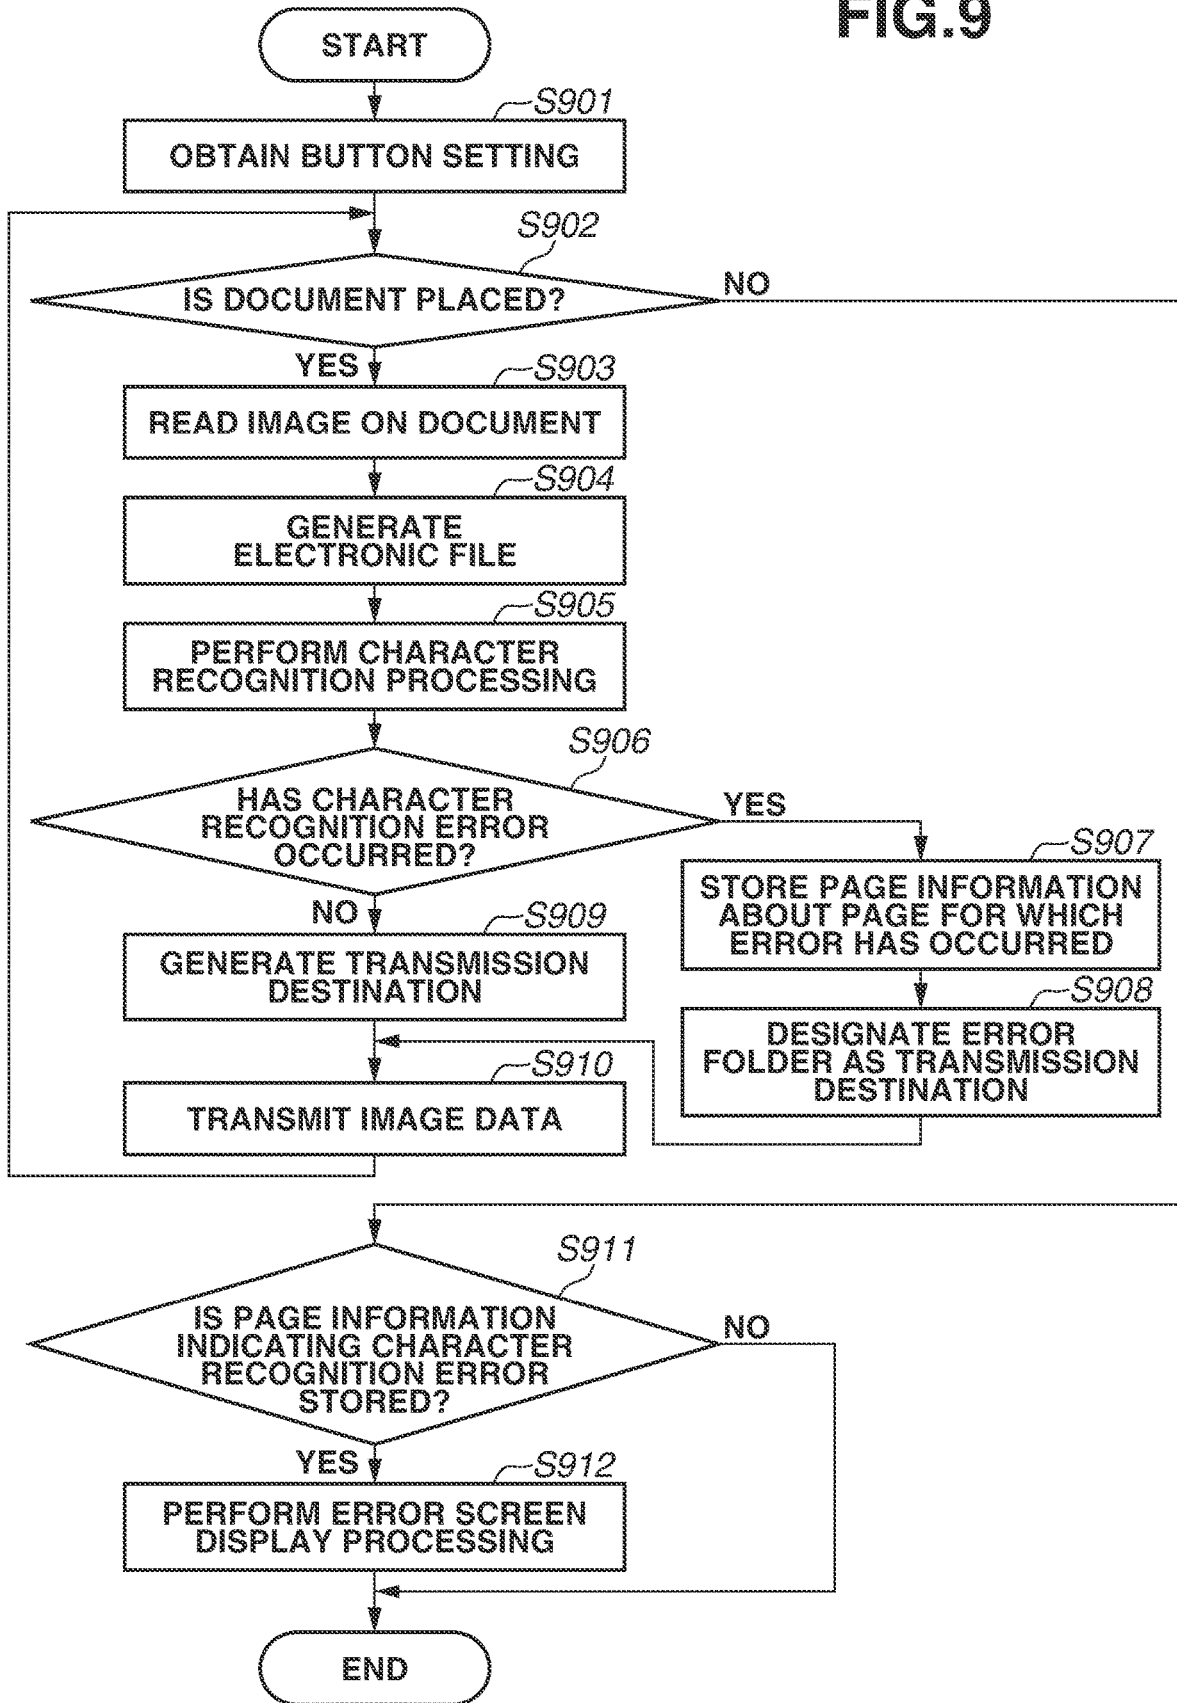 FIG.9
START
S901
OBTAIN BUTTON SETTING
S902
IS DOCUMENT PLACED?
NO
YES
S903
READ IMAGE ON DOCUMENT
S904
GENERATE
ELECTRONIC FILE
S905
PERFORM CHARACTER
RECOGNITION PROCESSING
S906
HAS CHARACTER
RECOGNITION ERROR
OCCURRED?
YES
S907
STORE PAGE INFORMATION
ABOUT PAGE FOR WHICH
ERROR HAS OCCURRED
NO
S909
GENERATE TRANSMISSION
DESTINATION
S908
DESIGNATE ERROR
FOLDER AS TRANSMISSION
DESTINATION
S910
TRANSMIT IMAGE DATA
S911
IS PAGE INFORMATION
INDICATING CHARACTER
RECOGNITION ERROR
STORED?
NO
YES
S912
PERFORM ERROR SCREEN
DISPLAY PROCESSING
END